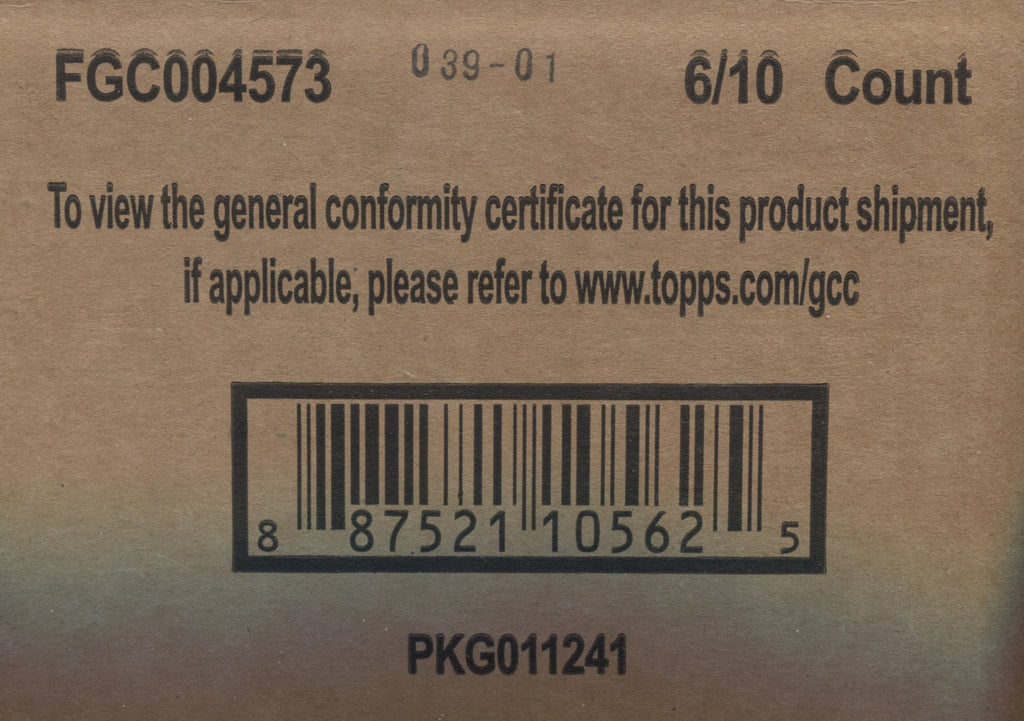 FGC004573 039-01 6/10 Count
To view the general conformity certificate for this product shipment,
if applicable, please refer to www.topps.com/gcc
8 87521 10562 5
PKG011241